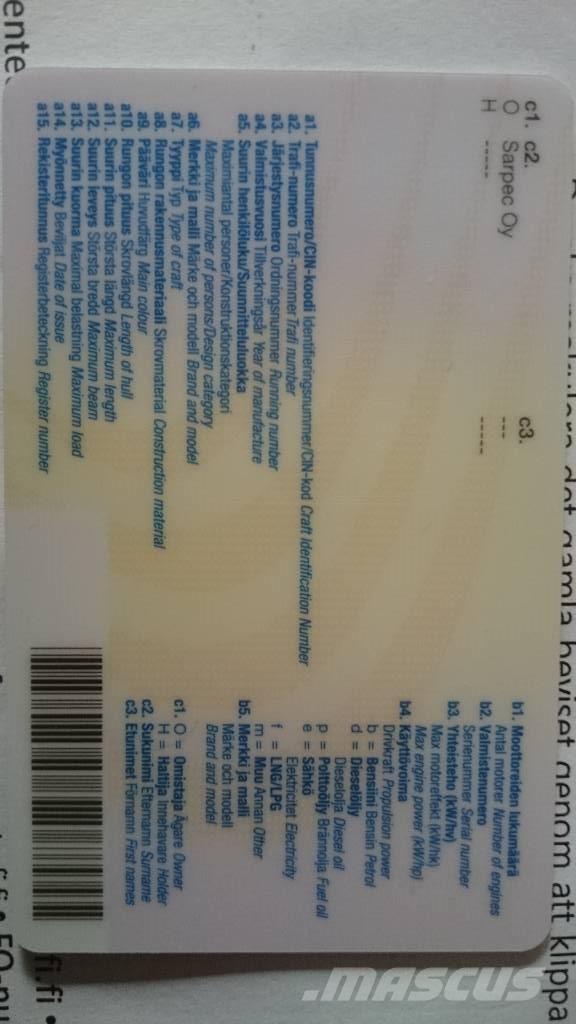 c1. c2. c3.
O Sarpec Oy ---
H ----- -----
a1. Tunnusnumero/CIN-koodi Identifieringsnummer/CIN-kod Craft Identification Number
a2. Trafi-numero Trafi-numer Trafi number
a3. Järjestysnumero Ordningsnummer Running number
a4. Valmistusvuosi Tillverkningsår Year of manufacture
a5. Suurin henkilöluku/Suunnitteluluokka
Maximiantal personer/Konstruktionskategori
Maximum number of persons/Design category
a6. Merkki ja malli Märke och modell Brand and model
a7. Tyyppi Typ Type of craft
a8. Rungon rakennusmateriaali Skrovmaterial Construction material
a9. Pääväri Huvudfärg Main colour
a10. Rungon pituus Skrovlängd Length of hull
a11. Suurin pituus Största längd Maximum length
a12. Suurin leveys Största bredd Maximum beam
a13. Suurin kuorma Maximal belastning Maximum load
a14. Myönnetty Beviljat Date of issue
a15. Rekisteritunnus Registerbeteckning Register number
b1. Moottoreiden lukumäärä
Antal motorer Number of engines
b2. Valmistenumero
Serienummer Serial number
b3. Yhteisteho (kW/hv)
Max motoreffekt (kW/hk)
Max engine power (kW/hp)
b4. Käyttövoima
Drivkraft Propulsion power
b = Bensiini Bensin Petrol
d = Dieselöljy
Dieselolja Diesel oil
p = Polttoöljy Brännolja Fuel oil
e = Sähkö
Elektricitet Electricity
f = LNG/LPG
m = Muu Annan Other
b5. Merkki ja malli
Märke och modell
Brand and model
c1. O = Omistaja Ägare Owner
H = Haltija Innehavare Holder
c2. Sukunimi Efternamn Surname
c3. Etunimet Förnamn First names
det gamla beviset genom att klippa
fi.fi •
MASCUS